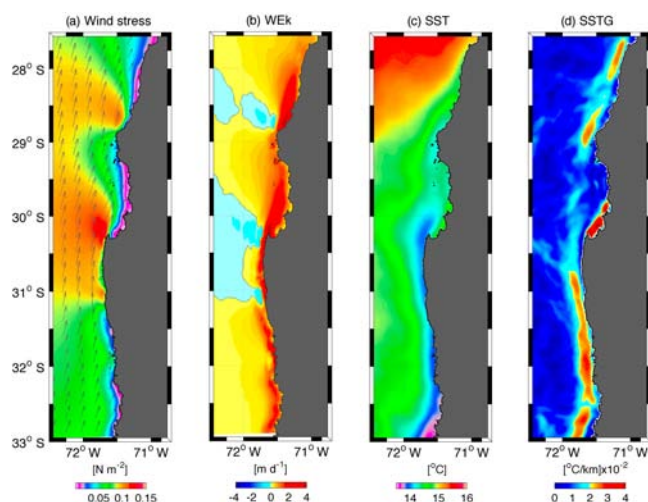 (a) Wind stress (b) WEk (c) SST (d) SSTG
28° S
29° S
30° S
31° S
32° S
33° S
72° W 71° W 72° W 71° W 72° W 71° W 72° W 71° W
[N m⁻²] [m d⁻¹] [°C] [°C/km]x10⁻²
0.05 0.1 0.15 -4 -2 0 2 4 14 15 16 0 1 2 3 4